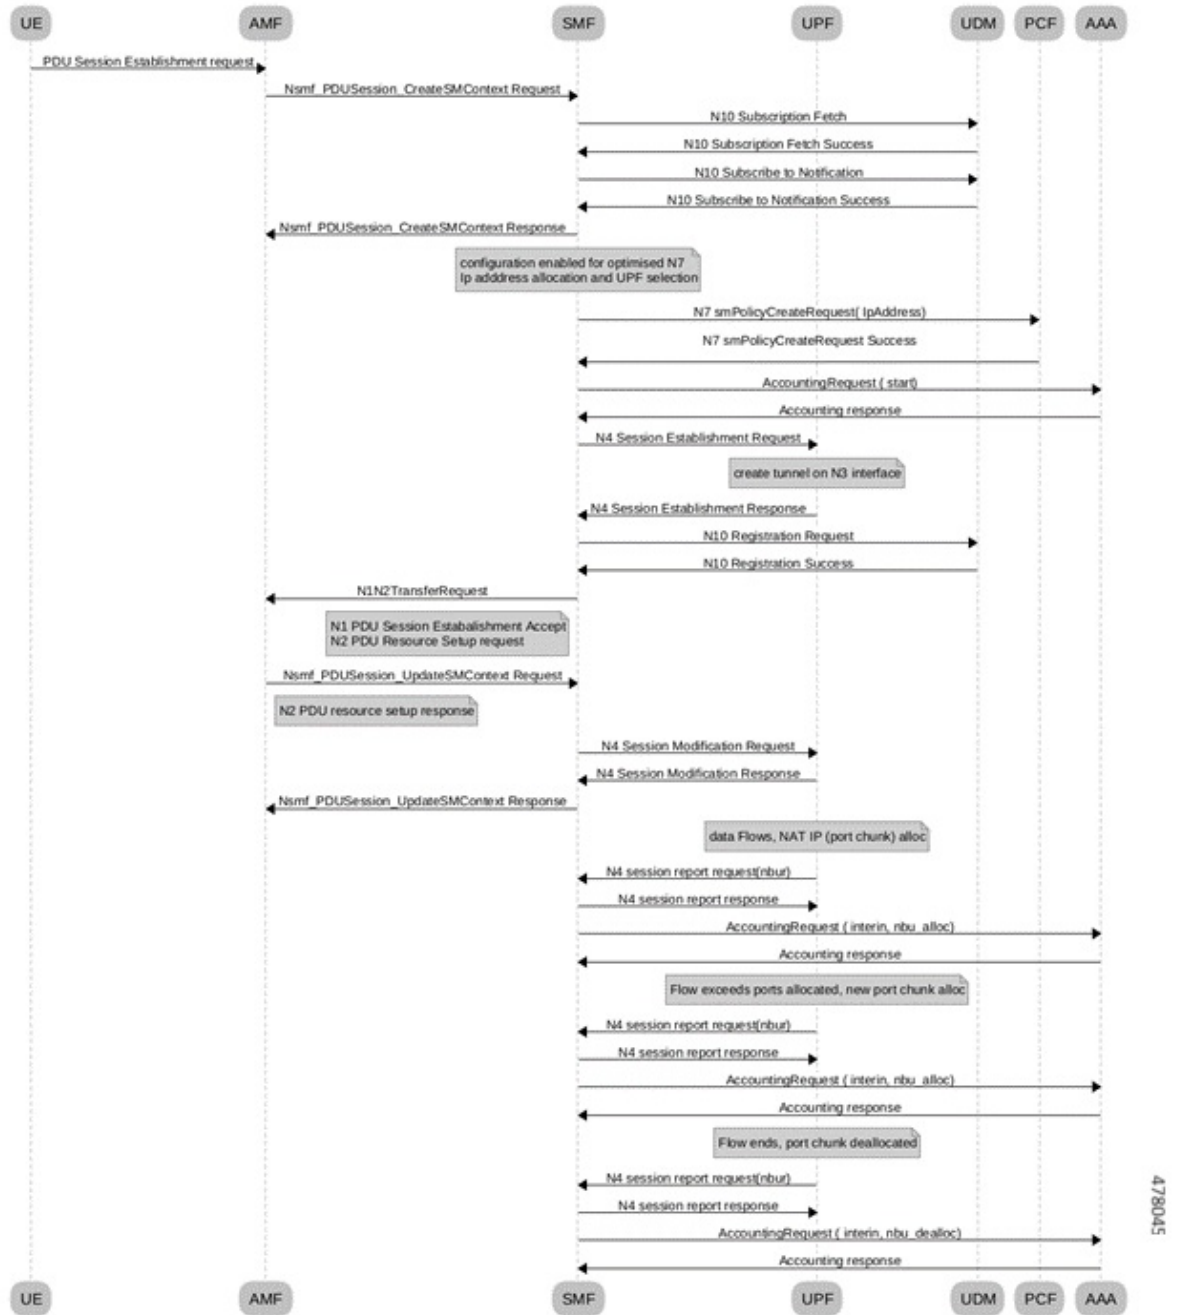 UE AMF SMF UPF UDM PCF AAA
PDU Session Establishment request
Nsmf_PDUSession_CreateSMContext Request
N10 Subscription Fetch
N10 Subscription Fetch Success
N10 Subscribe to Notification
N10 Subscribe to Notification Success
Nsmf_PDUSession_CreateSMContext Response
configuration enabled for optimised N7
Ip adddress allocation and UPF selection
N7 smPolicyCreateRequest( IpAddress)
N7 smPolicyCreateRequest Success
AccountingRequest ( start)
Accounting response
N4 Session Establishment Request
create tunnel on N3 interface
N4 Session Establishment Response
N10 Registration Request
N10 Registration Success
N1N2TransferRequest
N1 PDU Session Estabalishment Accept
N2 PDU Resource Setup request
Nsmf_PDUSession_UpdateSMContext Request
N2 PDU resource setup response
N4 Session Modification Request
N4 Session Modification Response
Nsmf_PDUSession_UpdateSMContext Response
data Flows, NAT IP (port chunk) alloc
N4 session report request(nbur)
N4 session report response
AccountingRequest ( interin, nbu_alloc)
Accounting response
Flow exceeds ports allocated, new port chunk alloc
N4 session report request(nbur)
N4 session report response
AccountingRequest ( interin, nbu_alloc)
Accounting response
Flow ends, port chunk deallocated
N4 session report request(nbur)
N4 session report response
AccountingRequest ( interin, nbu_dealloc)
Accounting response
UE AMF SMF UPF UDM PCF AAA
478045